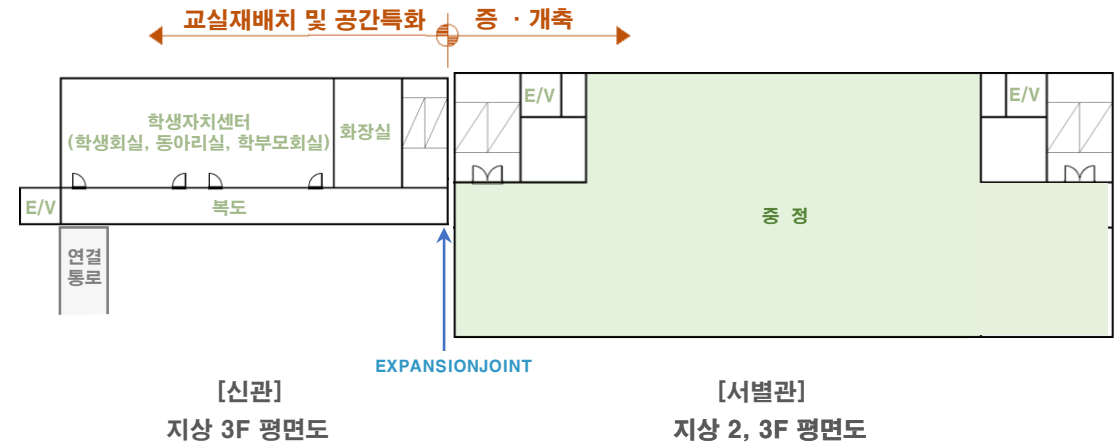 교실재배치 및 공간특화
증 · 개축
학생자치센터
(학생회실, 동아리실, 학부모회실)
화장실
E/V
E/V
E/V
복도
중 정
연결
통로
EXPANSIONJOINT
[신관]
지상 3F 평면도
[서별관]
지상 2, 3F 평면도